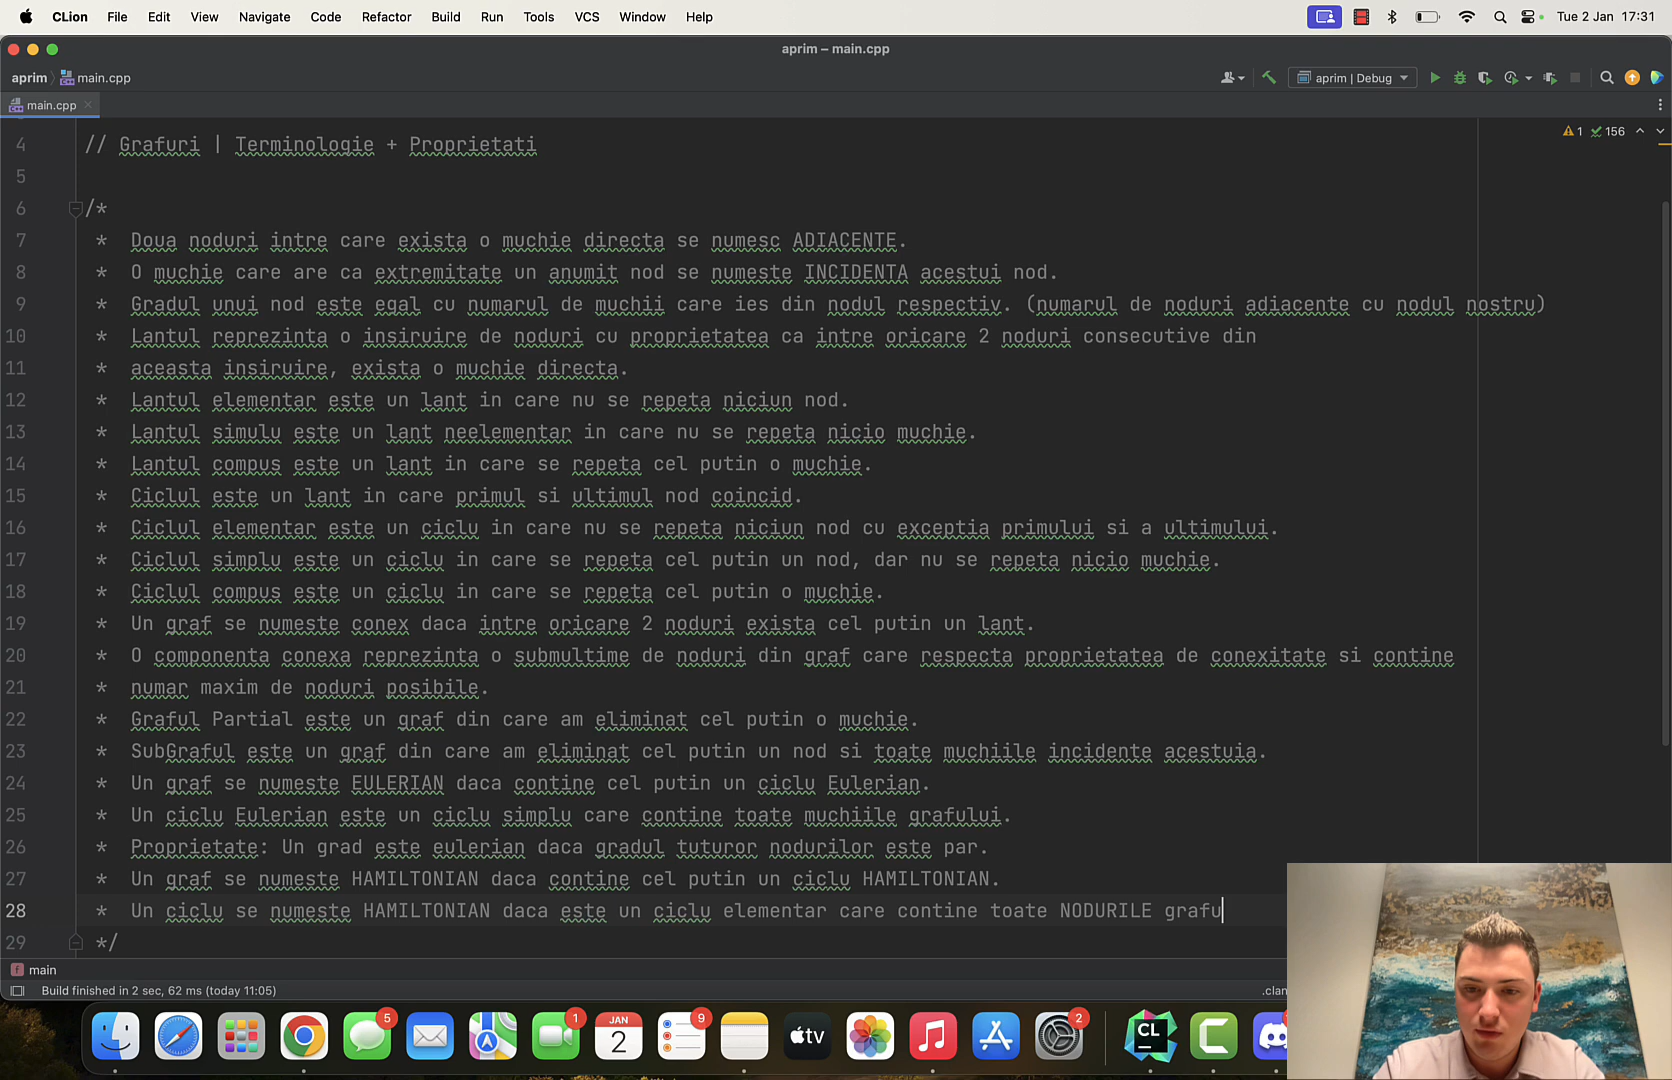 CLion File Edit View Navigate Code Refactor Build Run Tools VCS Window Help Tue 2 Jan 17:31
aprim – main.cpp
aprim main.cpp aprim | Debug
main.cpp
1 156
4 // Grafuri | Terminologie + Proprietati
5
6 /*
7 * Doua noduri intre care exista o muchie directa se numesc ADIACENTE.
8 * O muchie care are ca extremitate un anumit nod se numeste INCIDENTA acestui nod.
9 * Gradul unui nod este egal cu numarul de muchii care ies din nodul respectiv. (numarul de noduri adiacente cu nodul nostru)
10 * Lantul reprezinta o insiruire de noduri cu proprietatea ca intre oricare 2 noduri consecutive din
11 * aceasta insiruire, exista o muchie directa.
12 * Lantul elementar este un lant in care nu se repeta niciun nod.
13 * Lantul simulu este un lant neelementar in care nu se repeta nicio muchie.
14 * Lantul compus este un lant in care se repeta cel putin o muchie.
15 * Ciclul este un lant in care primul si ultimul nod coincid.
16 * Ciclul elementar este un ciclu in care nu se repeta niciun nod cu exceptia primului si a ultimului.
17 * Ciclul simplu este un ciclu in care se repeta cel putin un nod, dar nu se repeta nicio muchie.
18 * Ciclul compus este un ciclu in care se repeta cel putin o muchie.
19 * Un graf se numeste conex daca intre oricare 2 noduri exista cel putin un lant.
20 * O componenta conexa reprezinta o submultime de noduri din graf care respecta proprietatea de conexitate si contine
21 * numar maxim de noduri posibile.
22 * Graful Partial este un graf din care am eliminat cel putin o muchie.
23 * SubGraful este un graf din care am eliminat cel putin un nod si toate muchiile incidente acestuia.
24 * Un graf se numeste EULERIAN daca contine cel putin un ciclu Eulerian.
25 * Un ciclu Eulerian este un ciclu simplu care contine toate muchiile grafului.
26 * Proprietate: Un grad este eulerian daca gradul tuturor nodurilor este par.
27 * Un graf se numeste HAMILTONIAN daca contine cel putin un ciclu HAMILTONIAN.
28 * Un ciclu se numeste HAMILTONIAN daca este un ciclu elementar care contine toate NODURILE grafu
29 */
f main
Build finished in 2 sec, 62 ms (today 11:05) .clan
5 1 JAN 2 9 tv 2 CL C